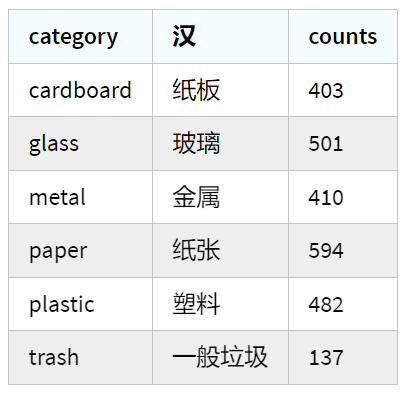 category 汉 counts
cardboard 纸板 403
glass 玻璃 501
metal 金属 410
paper 纸张 594
plastic 塑料 482
trash 一般垃圾 137